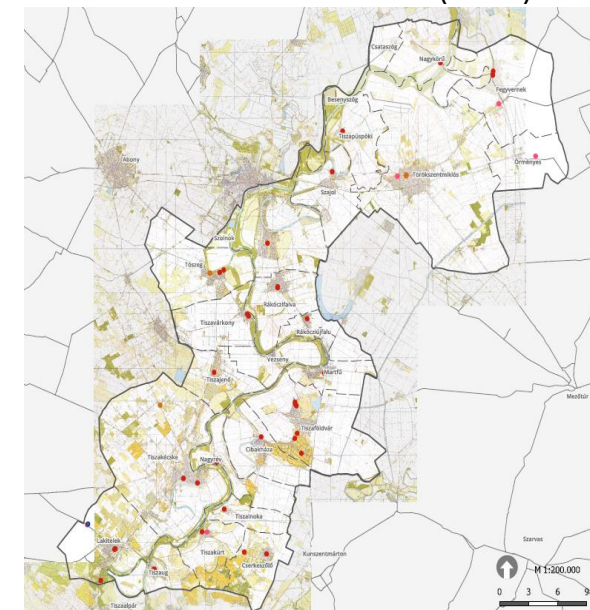 Csataszög
Nagykörű
Fegyvernek
Besenyszög
Tiszapüspöki
Abony
Örményes
Törökszentmiklós
Szajol
Szolnok
Tószeg
Rákóczifalva
Tiszavárkony
Rákócziújfalu
Vezseny
Martfű
Tiszajenő
Mezőtúr
Tiszaföldvár
Cibakháza
Tiszakécske
Nagyrév
Tiszainoka
Lakitelek
Tiszakürt
Cserkeszőlő
Kunszentmárton
Szarvas
Tiszaug
Tiszaalpár
M 1:200.000
0 3 6 9